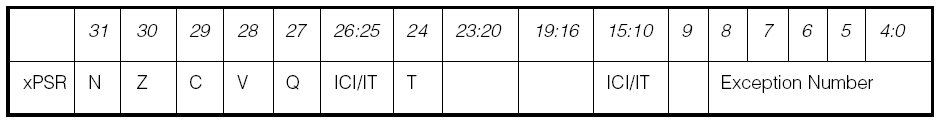 31 30 29 28 27 26:25 24 23:20 19:16 15:10 9 8 7 6 5 4:0
xPSR N Z C V Q ICI/IT T ICI/IT Exception Number